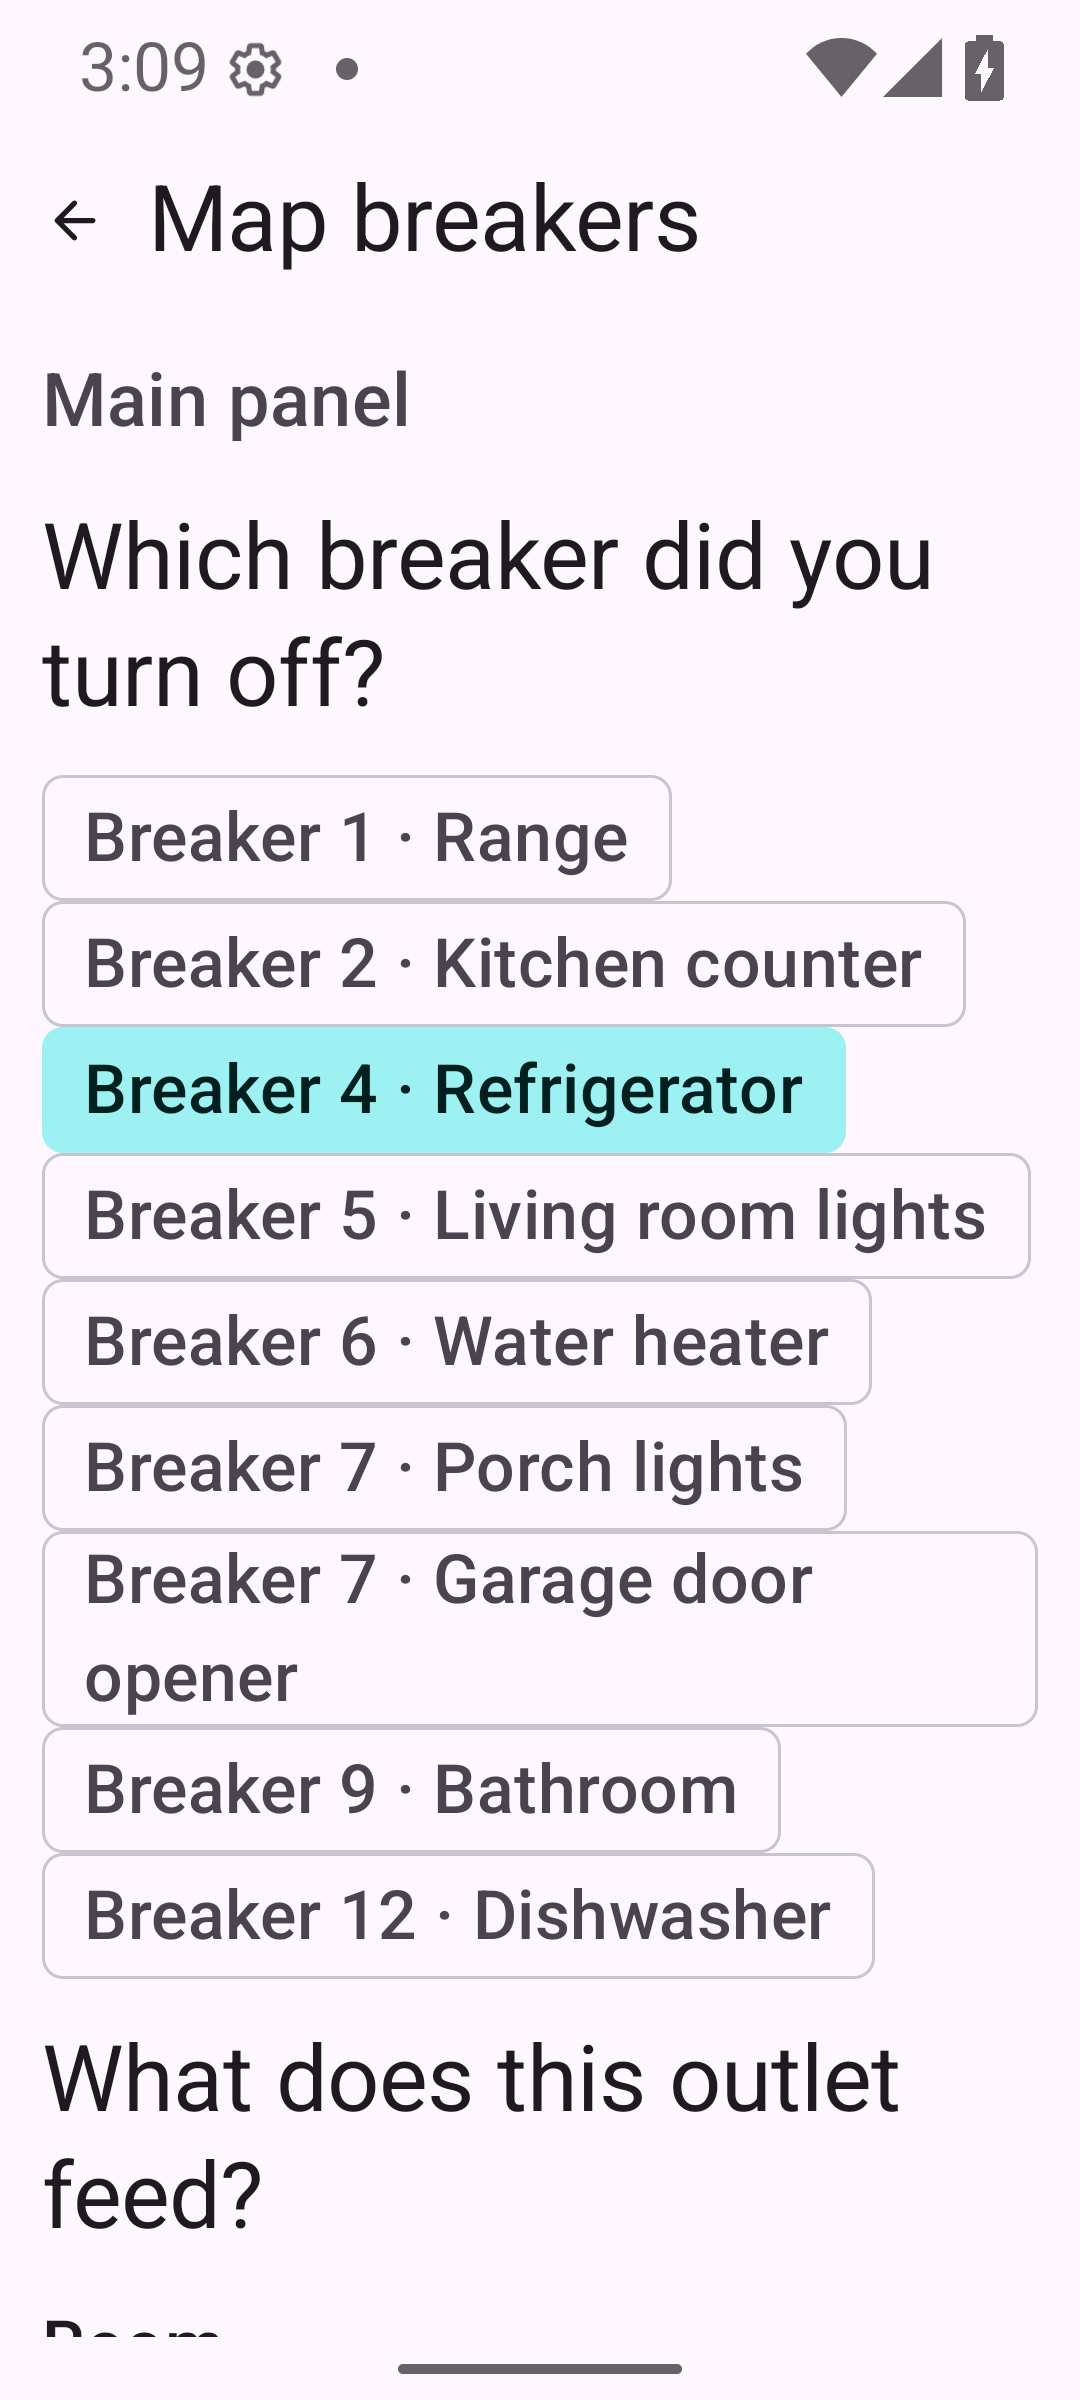 3:09
Map breakers
Main panel
Which breaker did you
turn off?
Breaker 1 · Range
Breaker 2 · Kitchen counter
Breaker 4 · Refrigerator
Breaker 5 · Living room lights
Breaker 6 · Water heater
Breaker 7 · Porch lights
Breaker 7 · Garage door
opener
Breaker 9 · Bathroom
Breaker 12 · Dishwasher
What does this outlet
feed?
Room